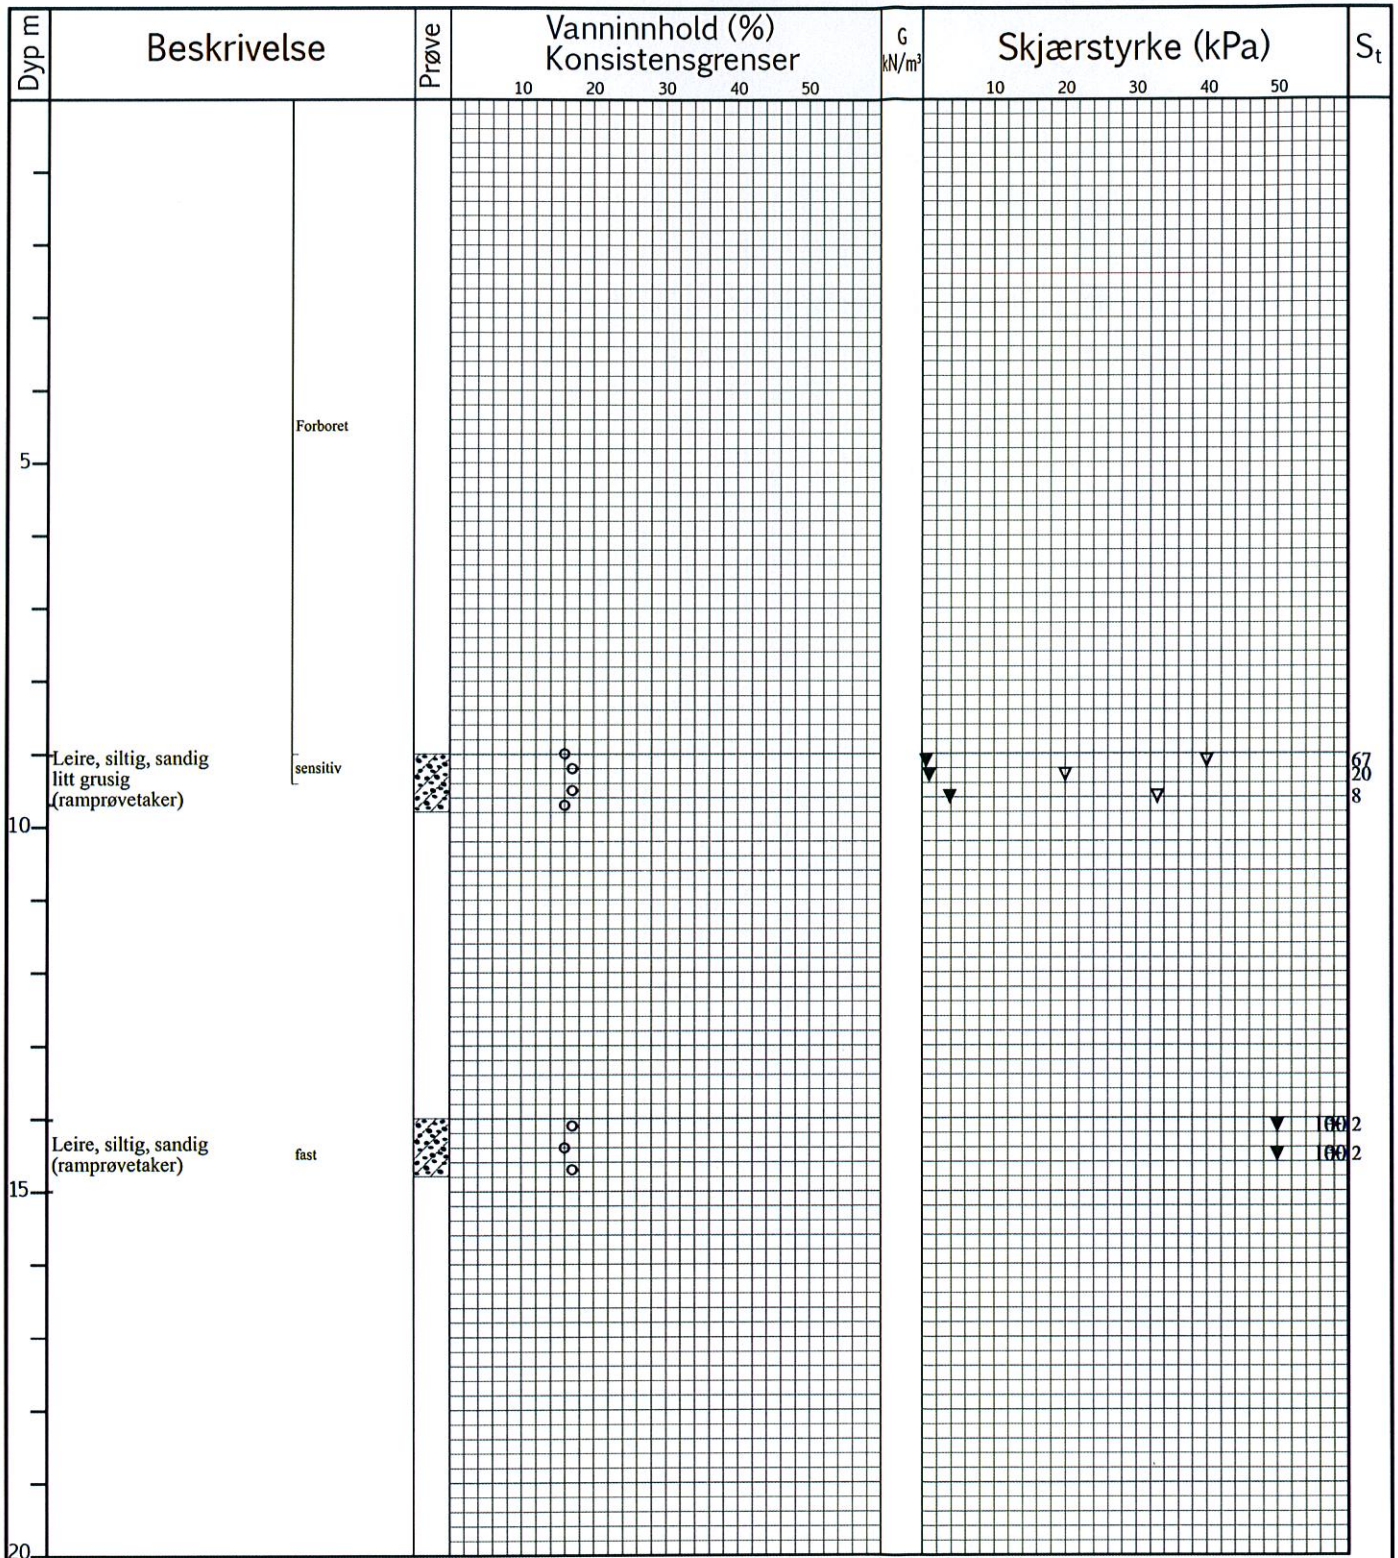 Dyp m
Beskrivelse
Prøve
Vanninnhold (%)
Konsistensgrenser
10 20 30 40 50
G
kN/m³
Skjærstyrke (kPa)
10 20 30 40 50
St
Forboret
5
Leire, siltig, sandig
litt grusig
(ramprøvetaker)
sensitiv
67
20
8
10
2
Leire, siltig, sandig
(ramprøvetaker)
fast
2
15
20